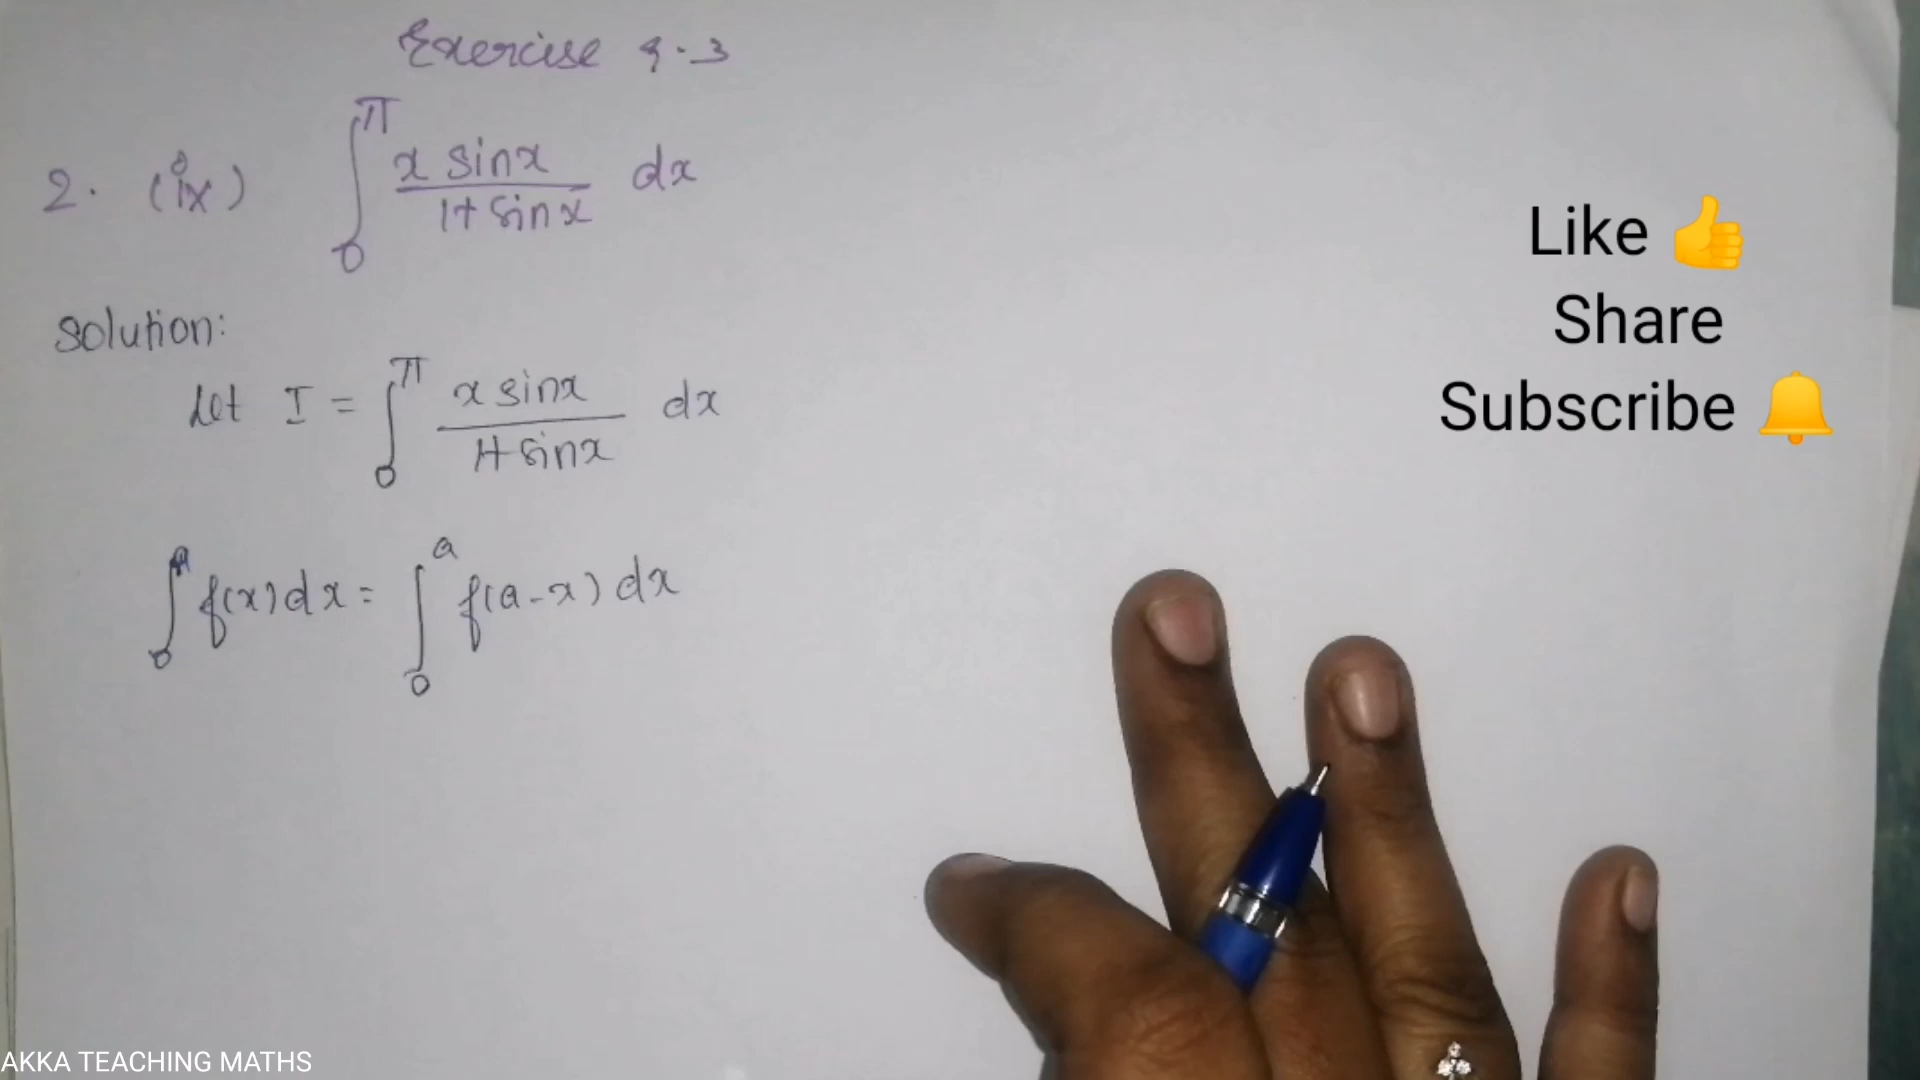 Exercise 9.3
2. (ix) ∫₀^π x sinx / 1+sinx dx
Solution:
Let I = ∫₀^π x sinx / 1+sinx dx
∫₀^a f(x)dx = ∫₀^a f(a-x) dx
Like 👍
Share
Subscribe 🔔
AKKA TEACHING MATHS